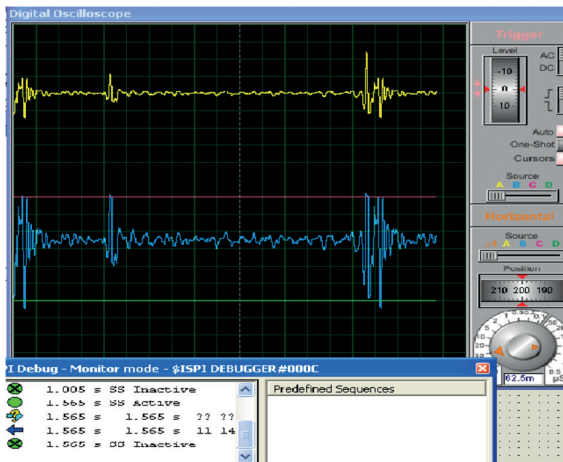 Digital Oscilloscope
Trigger
Level
AC
DC
-10
0
10
Auto
One-Shot
Cursors
Source
A B C D
Horizontal
Source
A B C D
Position
210 200 190
62.5m
µS
PI Debug - Monitor mode - $ISPI DEBUGGER#000C
1.005 s SS Inactive
1.565 s SS Active
1.565 s 1.565 s ?? ??
1.565 s 1.565 s 11 14
1.565 s SS Inactive
Predefined Sequences